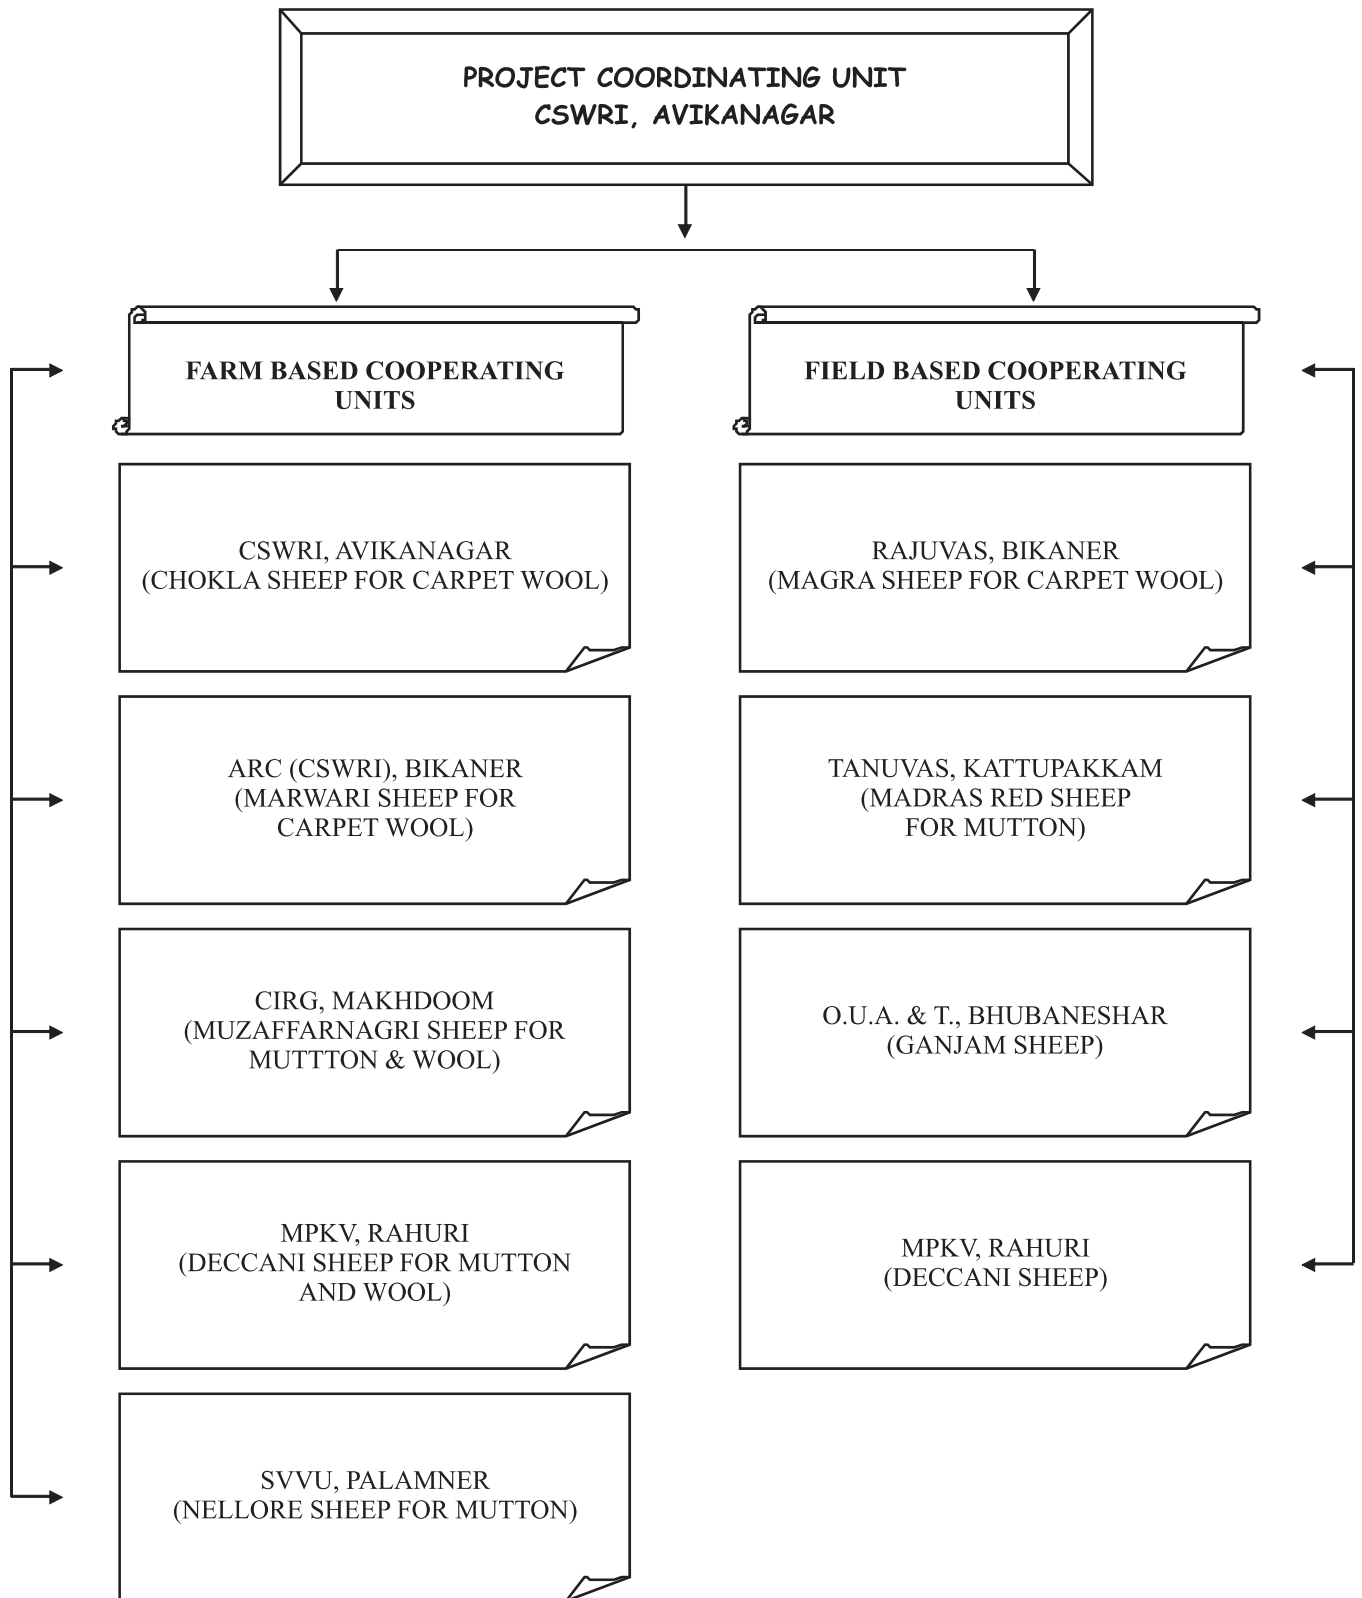 PROJECT COORDINATING UNIT
CSWRI, AVIKANAGAR
FARM BASED COOPERATING
UNITS
CSWRI, AVIKANAGAR
(CHOKLA SHEEP FOR CARPET WOOL)
ARC (CSWRI), BIKANER
(MARWARI SHEEP FOR
CARPET WOOL)
CIRG, MAKHDOOM
(MUZAFFARNAGRI SHEEP FOR
MUTTTON & WOOL)
MPKV, RAHURI
(DECCANI SHEEP FOR MUTTON
AND WOOL)
SVVU, PALAMNER
(NELLORE SHEEP FOR MUTTON)
FIELD BASED COOPERATING
UNITS
RAJUVAS, BIKANER
(MAGRA SHEEP FOR CARPET WOOL)
TANUVAS, KATTUPAKKAM
(MADRAS RED SHEEP
FOR MUTTON)
O.U.A. & T., BHUBANESHAR
(GANJAM SHEEP)
MPKV, RAHURI
(DECCANI SHEEP)